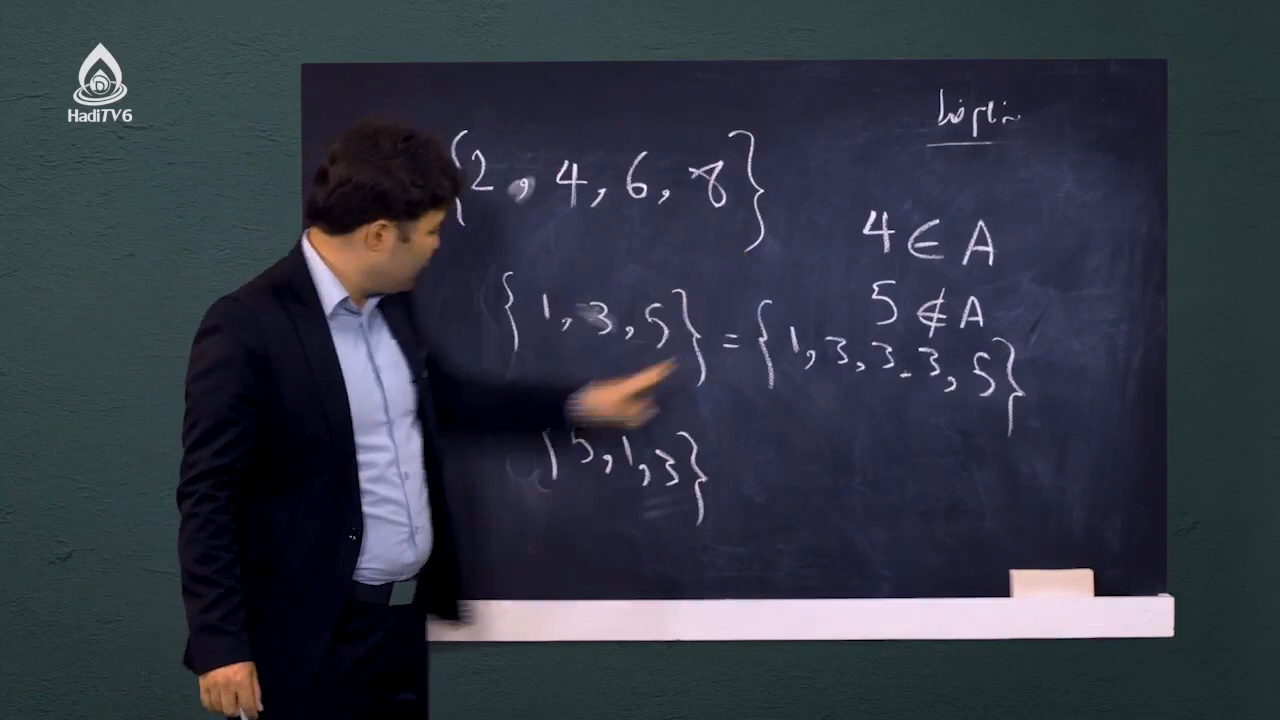 HadiTV6
{2, 4, 6, 8}
4 ∈ A
5 ∉ A
{1, 3, 5} = {1, 3, 3, 3, 5}
{5, 1, 3}